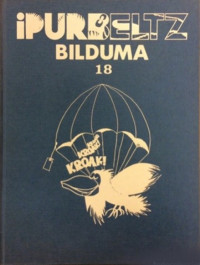 iPURBELTZ
BILDUMA
18
KROAK!